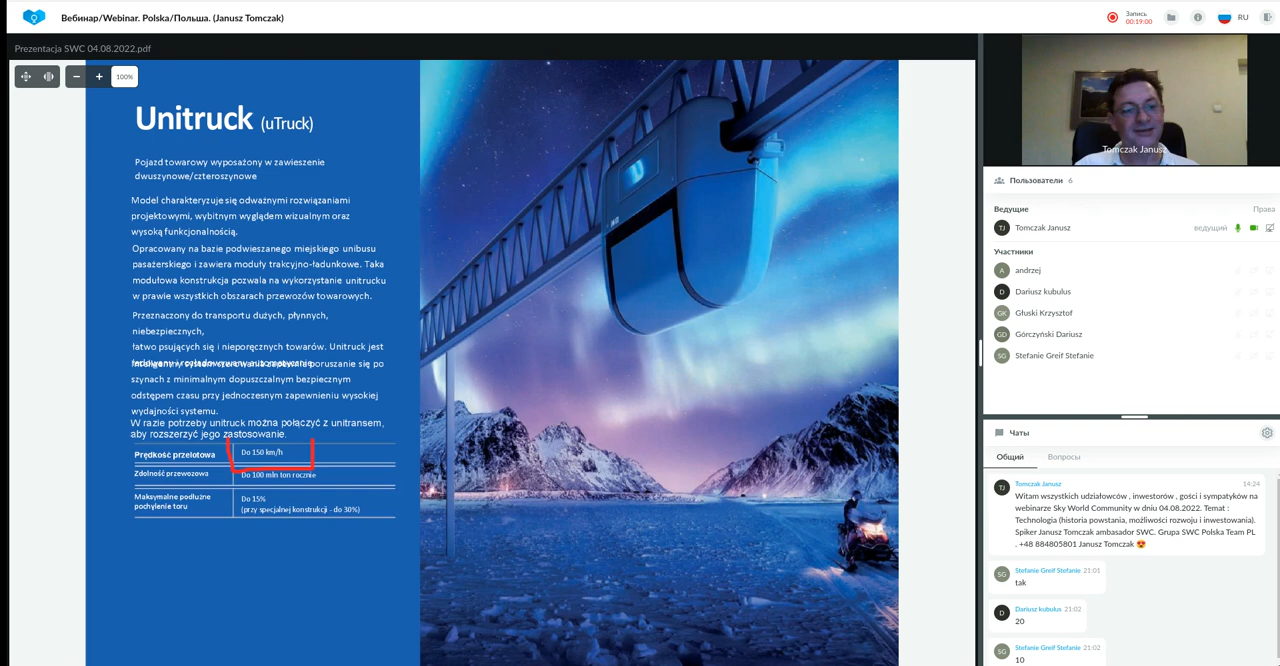 Вебинар/Webinar. Polska/Польша. (Janusz Tomczak)
Запись
00:19:00
RU
Prezentacja SWC 04.08.2022.pdf
100%
Unitruck (uTruck)
Pojazd towarowy wyposażony w zawieszenie
dwuszynowe/czteroszynowe
Model charakteryzuje się odważnymi rozwiązaniami
projektowymi, wybitnym wyglądem wizualnym oraz
wysoką funkcjonalnością.
Opracowany na bazie podwieszanego miejskiego unibusu
pasażerskiego i zawiera moduły trakcyjno-ładunkowe. Taka
modułowa konstrukcja pozwala na wykorzystanie unitrucku
w prawie wszystkich obszarach przewozów towarowych.
Przeznaczony do transportu dużych, płynnych,
niebezpiecznych,
łatwo psujących się i nieporęcznych towarów. Unitruck jest
poruszanie się po
szynach z minimalnym dopuszczalnym bezpiecznym
odstępem czasu przy jednoczesnym zapewnieniu wysokiej
wydajności systemu.
W razie potrzeby unitruck można połączyć z unitransem,
aby rozszerzyć jego zastosowanie.
Prędkość przelotowa Do 150 km/h
Zdolność przewozowa Do 100 mln ton rocznie
Maksymalne podłużne
pochylenie toru
Do 15%
(przy specjalnej konstrukcji - do 30%)
Tomczak Janusz
Пользователи 6
Ведущие Права
TJ Tomczak Janusz ведущий
Участники
A andrzej
D Dariusz kubulus
GK Głuski Krzysztof
GD Górczyński Dariusz
SG Stefanie Greif Stefanie
Чаты
Общий Вопросы
TJ Tomczak Janusz 14:24
Witam wszystkich udziałowców , inwestorów , gości i sympatyków na
webinarze Sky World Community w dniu 04.08.2022. Temat :
Technologia (historia powstania, możliwości rozwoju i inwestowania).
Spiker Janusz Tomczak ambasador SWC. Grupa SWC Polska Team PL
. +48 884805801 Janusz Tomczak 😍
SG Stefanie Greif Stefanie 21:01
tak
D Dariusz kubulus 21:02
20
SG Stefanie Greif Stefanie 21:02
10